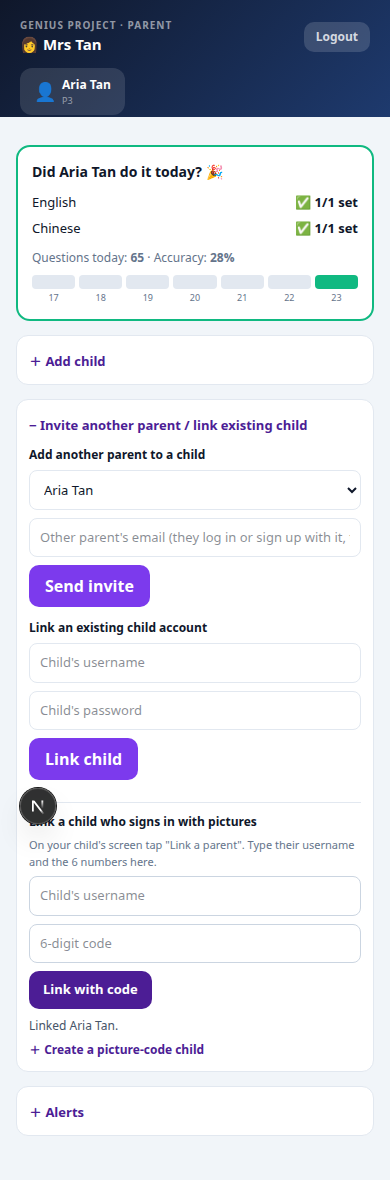 GENIUS PROJECT · PARENT
👩 Mrs Tan
Logout
👤 Aria Tan
P3
Did Aria Tan do it today? 🎉
English ✅ 1/1 set
Chinese ✅ 1/1 set
Questions today: 65 · Accuracy: 28%
17 18 19 20 21 22 23
+ Add child
− Invite another parent / link existing child
Add another parent to a child
Aria Tan
Other parent's email (they log in or sign up with it,
Send invite
Link an existing child account
Child's username
Child's password
Link child
N
a child who signs in with pictures
On your child's screen tap "Link a parent". Type their username
and the 6 numbers here.
Child's username
6-digit code
Link with code
Linked Aria Tan.
+ Create a picture-code child
+ Alerts